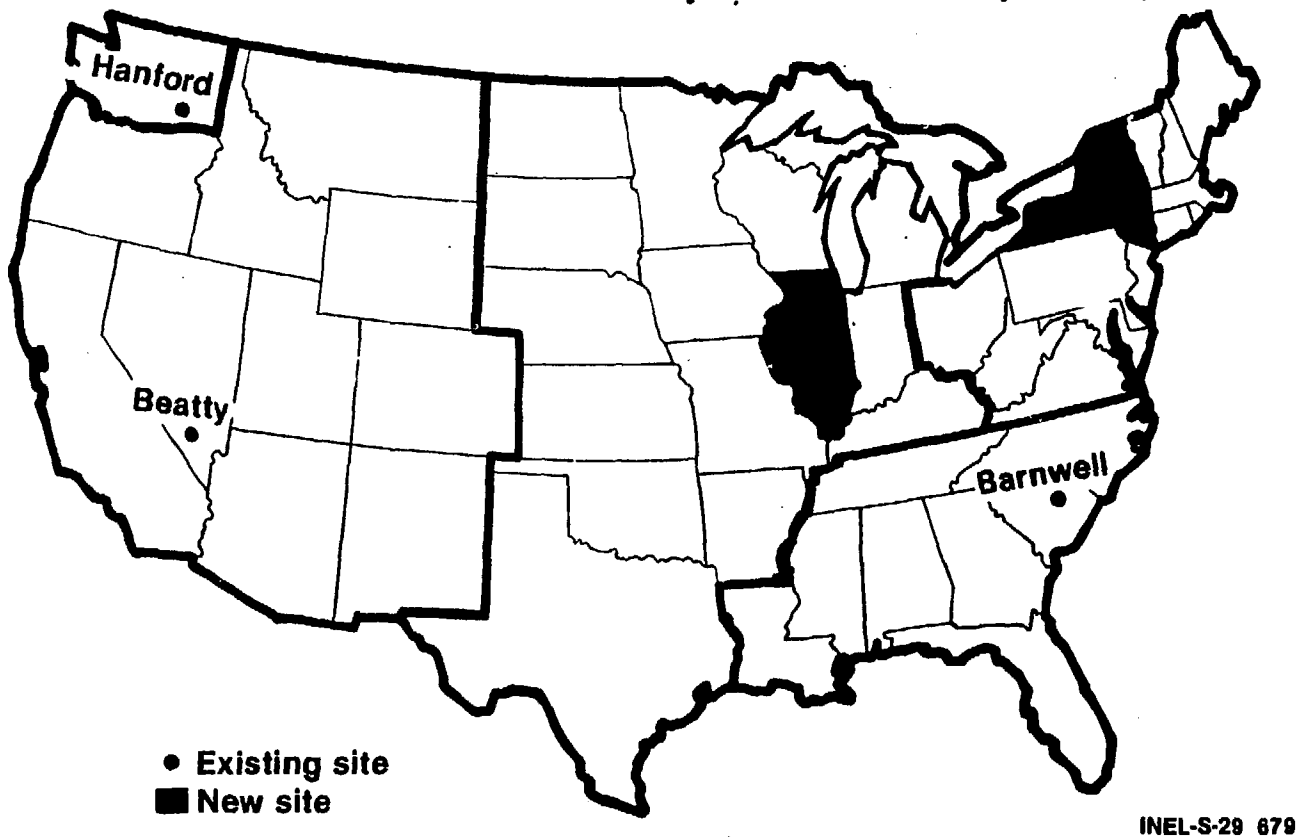 Hanford
Beatty
Barnwell
Existing site
New site
INEL-S-29 679